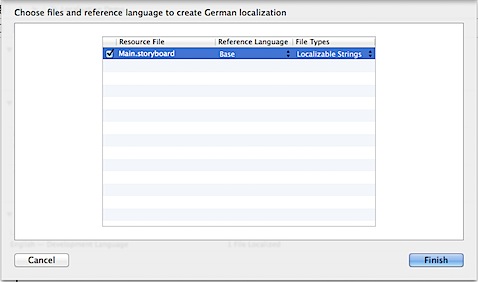 Choose files and reference language to create German localization
Resource File Reference Language File Types
Main.storyboard Base Localizable Strings
English — Development Language 1 File Localized
Cancel Finish